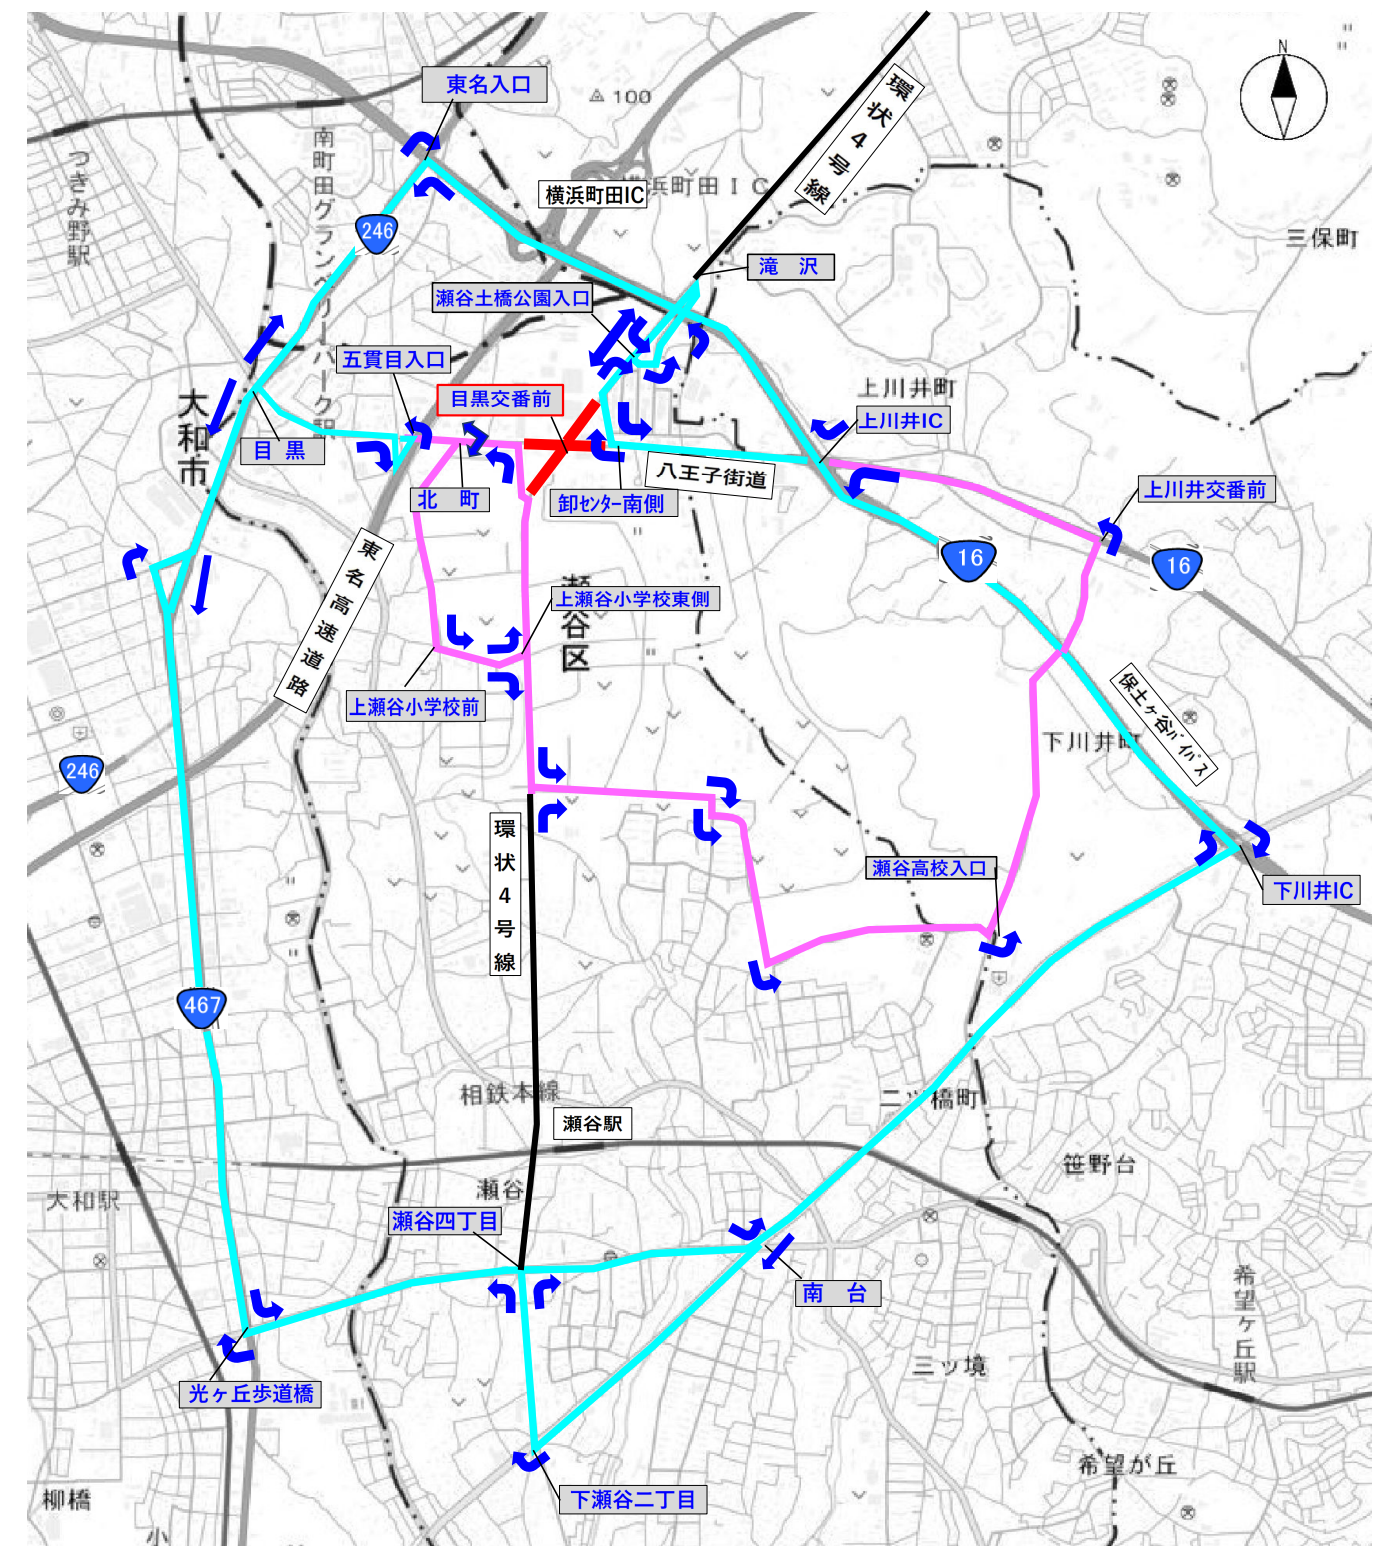 N
東名入口
環状4号線
100
南町田グランベリーパーク駅
つきみ野駅
横浜町田IC
横浜町田IC
246
三保町
滝 沢
瀬谷土橋公園入口
五貫目入口
目黒交番前
上川井町
上川井IC
大和市
目 黒
八王子街道
北 町
卸センター南側
上川井交番前
16
16
東名高速道路
瀬谷区
上瀬谷小学校東側
上瀬谷小学校前
保土ヶ谷バイパス
下川井町
246
環状4号線
瀬谷高校入口
下川井IC
467
相鉄本線
二ツ橋町
瀬谷駅
笹野台
大和駅
瀬谷
瀬谷四丁目
南 台
希望ヶ丘駅
三ツ境
光ヶ丘歩道橋
希望が丘
柳橋
下瀬谷二丁目
小